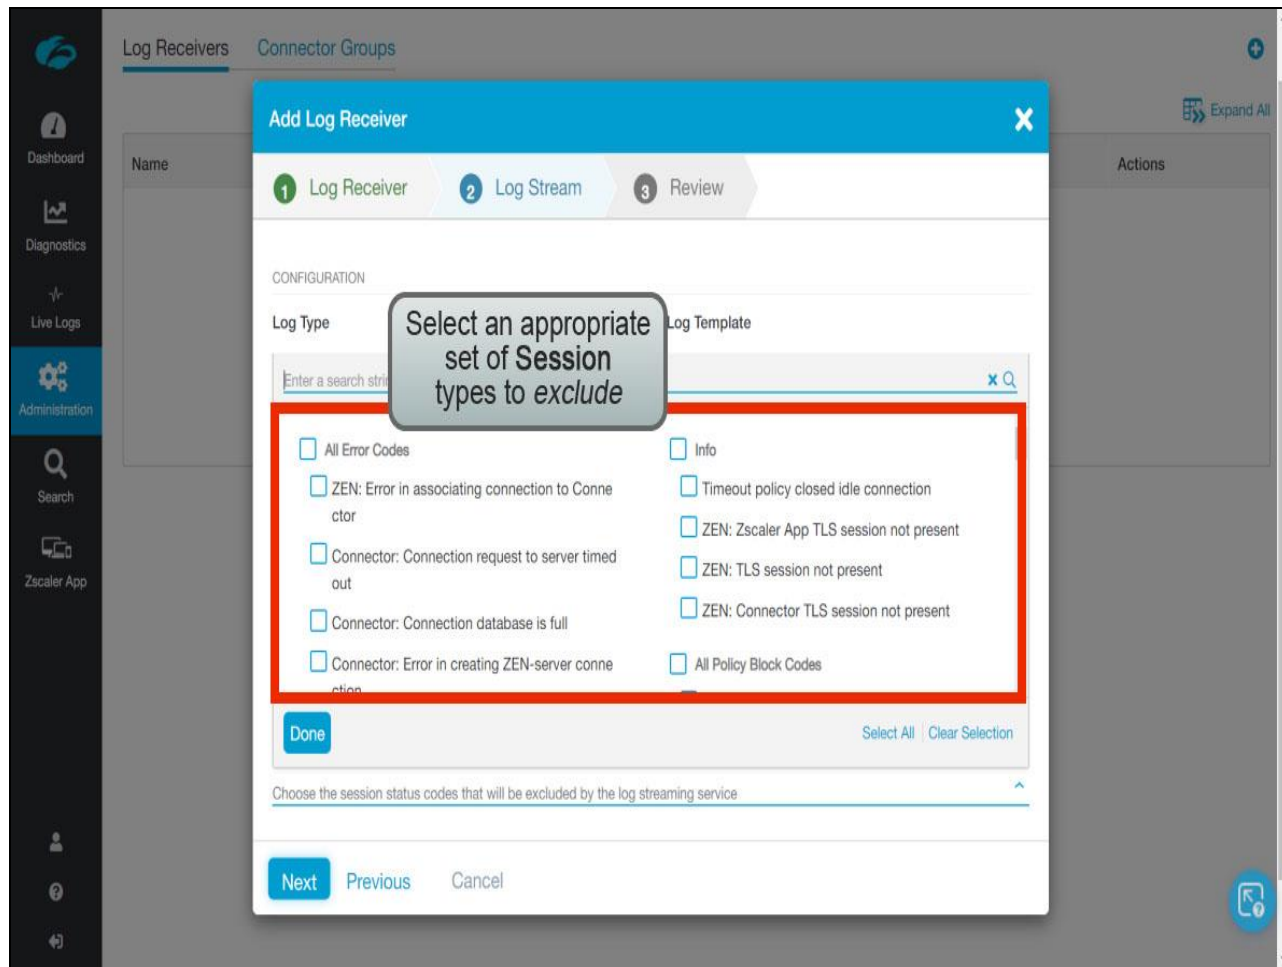 Log Receivers
Connector Groups
Expand All
Dashboard
Diagnostics
Live Logs
Administration
Search
Zscaler App
Name
Actions
Add Log Receiver
1 Log Receiver
2 Log Stream
3 Review
CONFIGURATION
Log Type
Log Template
Select an appropriate
set of Session
types to exclude
Enter a search
All Error Codes
ZEN: Error in associating connection to Conne
ctor
Connector: Connection request to server timed
out
Connector: Connection database is full
Connector: Error in creating ZEN-server conne
ction
Info
Timeout policy closed idle connection
ZEN: Zscaler App TLS session not present
ZEN: TLS session not present
ZEN: Connector TLS session not present
All Policy Block Codes
Done
Select All
Clear Selection
Choose the session status codes that will be excluded by the log streaming service
Next
Previous
Cancel